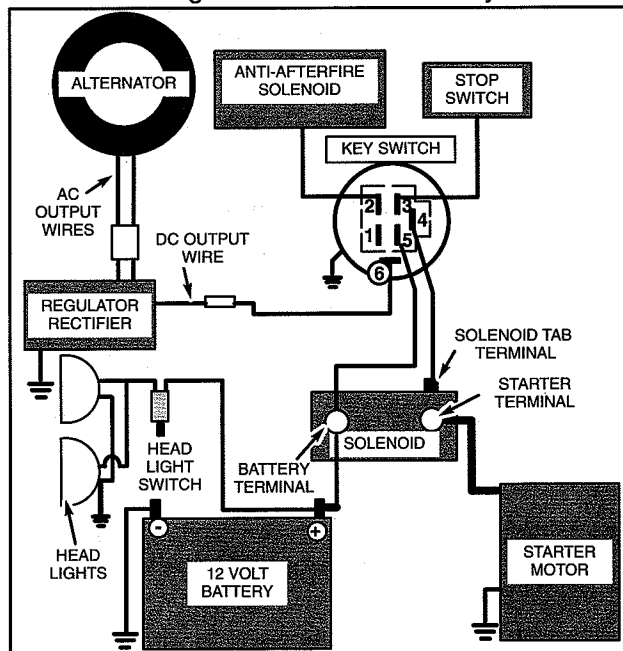 ALTERNATOR
ANTI-AFTERFIRE
SOLENOID
STOP
SWITCH
KEY SWITCH
AC
OUTPUT
WIRES
2
3
4
1
5
6
DC OUTPUT
WIRE
REGULATOR
RECTIFIER
SOLENOID TAB
TERMINAL
STARTER
TERMINAL
SOLENOID
HEAD
LIGHT
SWITCH
BATTERY
TERMINAL
-
+
HEAD
LIGHTS
12 VOLT
BATTERY
STARTER
MOTOR